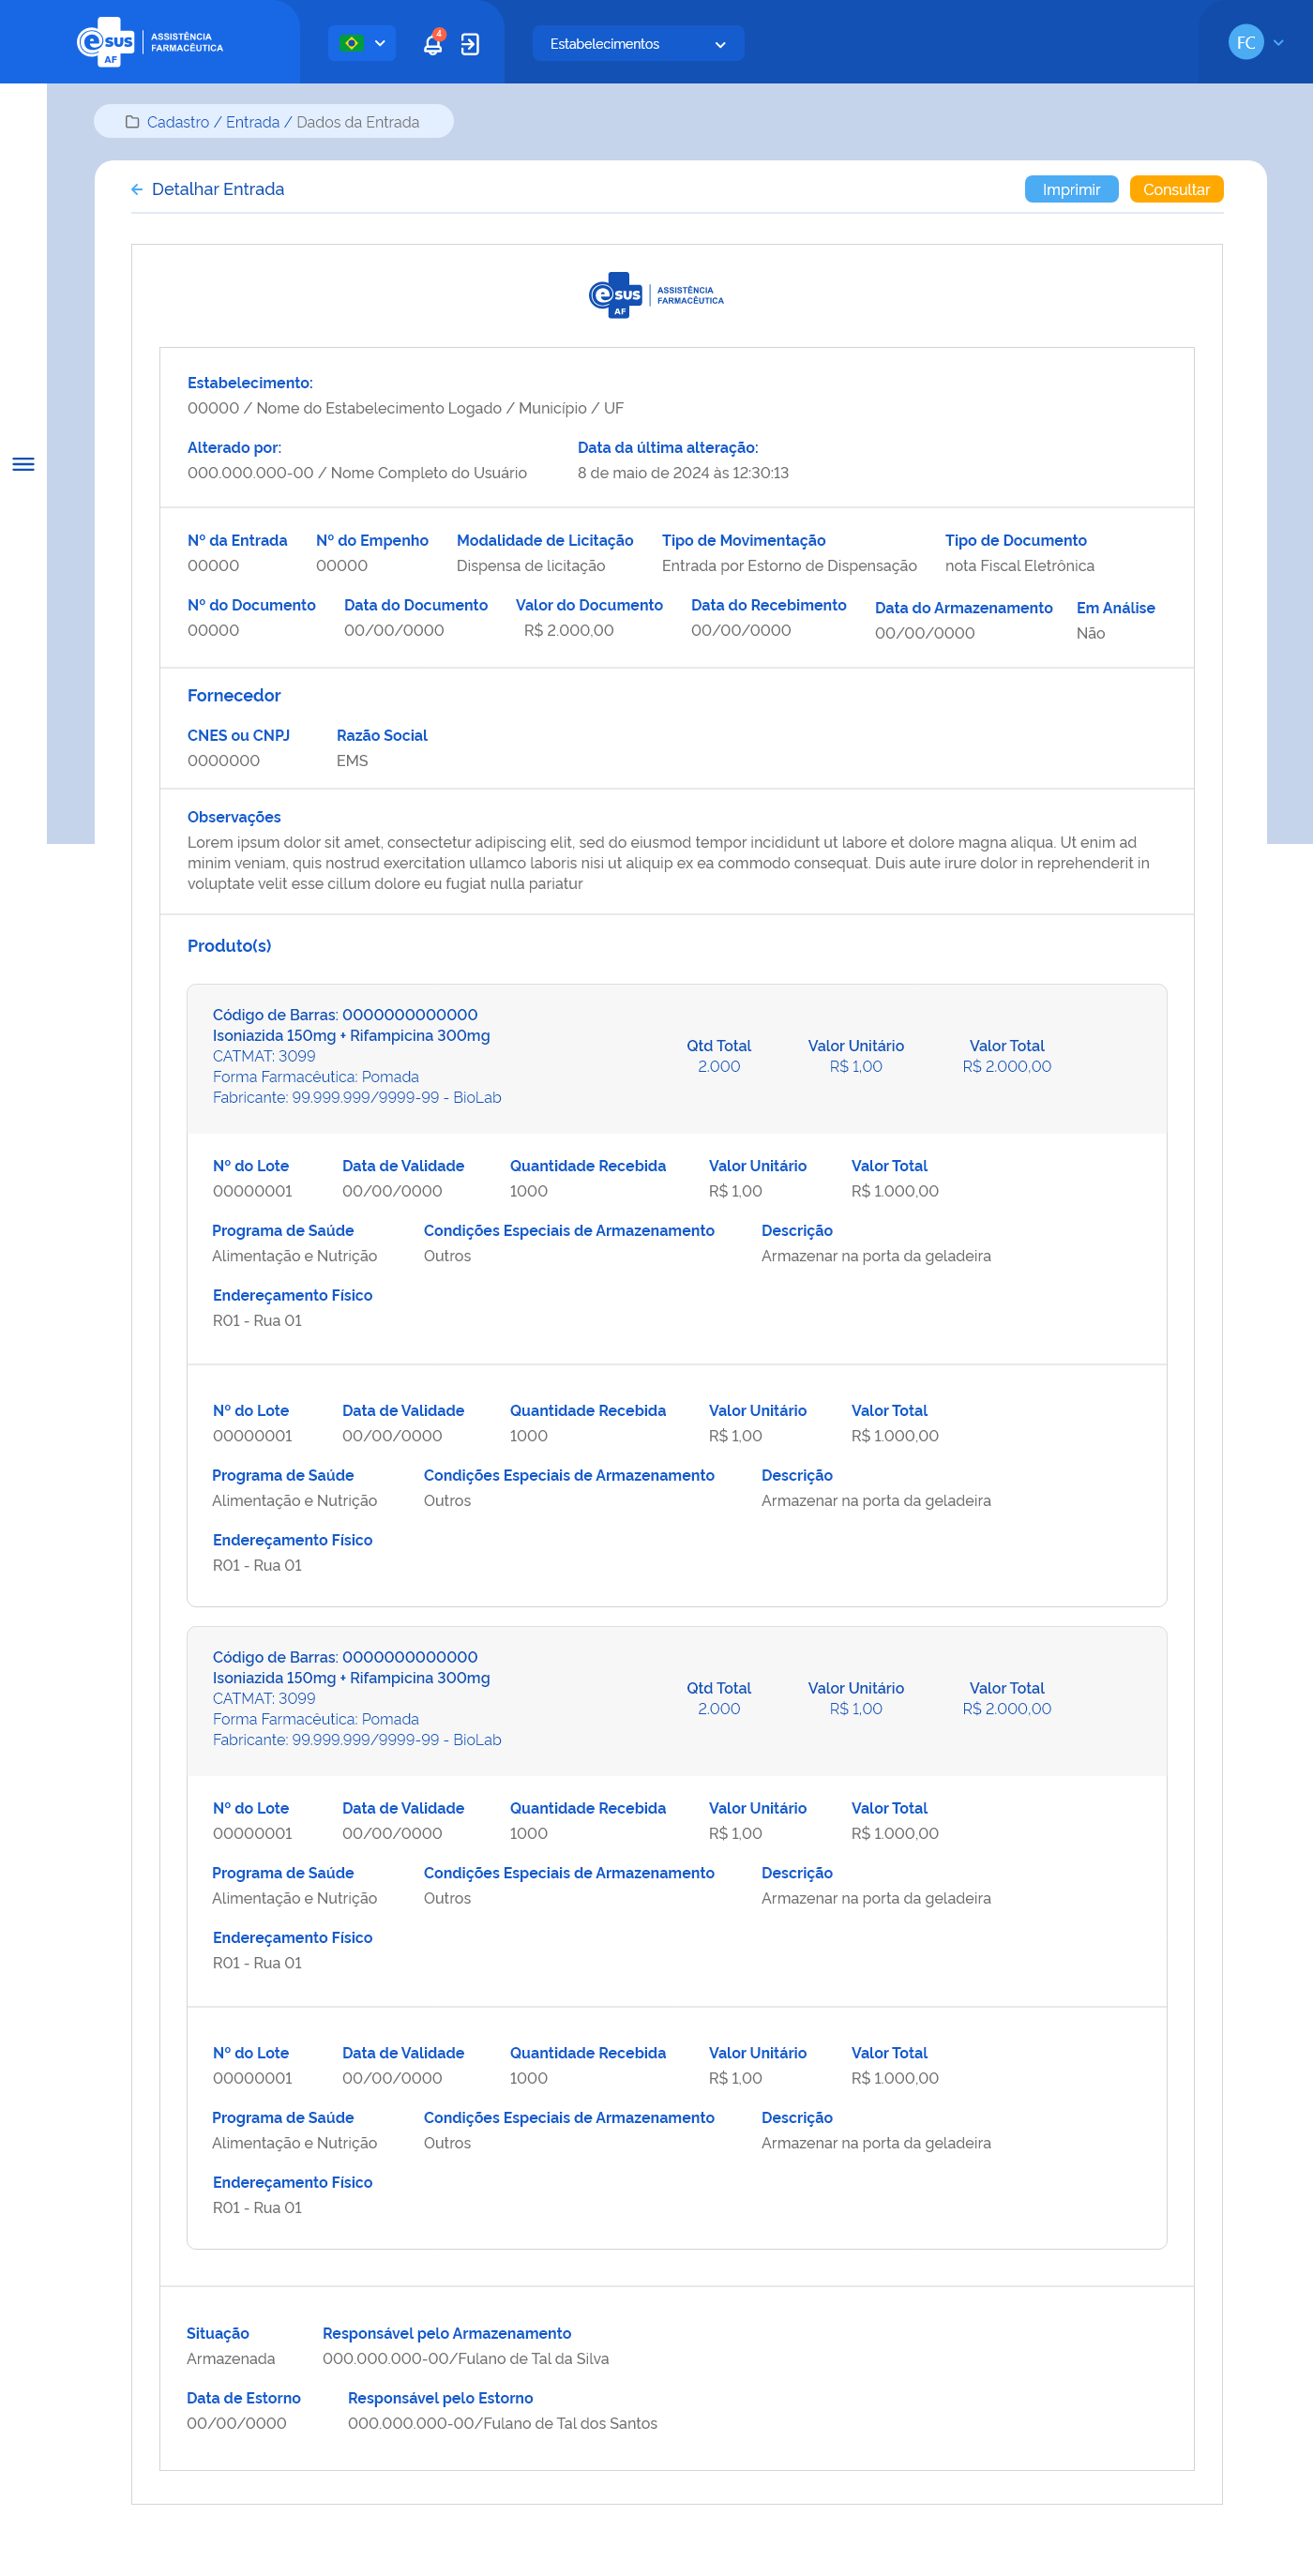 e sus AF ASSISTÊNCIA FARMACÊUTICA
4
Estabelecimentos
FC
Cadastro / Entrada / Dados da Entrada
Detalhar Entrada
Imprimir Consultar
e sus AF ASSISTÊNCIA FARMACÊUTICA
Estabelecimento:
00000 / Nome do Estabelecimento Logado / Município / UF
Alterado por: Data da última alteração:
000.000.000-00 / Nome Completo do Usuário 8 de maio de 2024 às 12:30:13
Nº da Entrada Nº do Empenho Modalidade de Licitação Tipo de Movimentação Tipo de Documento
00000 00000 Dispensa de licitação Entrada por Estorno de Dispensação nota Fiscal Eletrônica
Nº do Documento Data do Documento Valor do Documento Data do Recebimento Data do Armazenamento Em Análise
00000 00/00/0000 R$ 2.000,00 00/00/0000 00/00/0000 Não
Fornecedor
CNES ou CNPJ Razão Social
0000000 EMS
Observações
Lorem ipsum dolor sit amet, consectetur adipiscing elit, sed do eiusmod tempor incididunt ut labore et dolore magna aliqua. Ut enim ad
minim veniam, quis nostrud exercitation ullamco laboris nisi ut aliquip ex ea commodo consequat. Duis aute irure dolor in reprehenderit in
voluptate velit esse cillum dolore eu fugiat nulla pariatur
Produto(s)
Código de Barras: 0000000000000
Isoniazida 150mg + Rifampicina 300mg
CATMAT: 3099
Forma Farmacêutica: Pomada
Fabricante: 99.999.999/9999-99 - BioLab
Qtd Total Valor Unitário Valor Total
2.000 R$ 1,00 R$ 2.000,00
Nº do Lote Data de Validade Quantidade Recebida Valor Unitário Valor Total
00000001 00/00/0000 1000 R$ 1,00 R$ 1.000,00
Programa de Saúde Condições Especiais de Armazenamento Descrição
Alimentação e Nutrição Outros Armazenar na porta da geladeira
Endereçamento Físico
R01 - Rua 01
Nº do Lote Data de Validade Quantidade Recebida Valor Unitário Valor Total
00000001 00/00/0000 1000 R$ 1,00 R$ 1.000,00
Programa de Saúde Condições Especiais de Armazenamento Descrição
Alimentação e Nutrição Outros Armazenar na porta da geladeira
Endereçamento Físico
R01 - Rua 01
Código de Barras: 0000000000000
Isoniazida 150mg + Rifampicina 300mg
CATMAT: 3099
Forma Farmacêutica: Pomada
Fabricante: 99.999.999/9999-99 - BioLab
Qtd Total Valor Unitário Valor Total
2.000 R$ 1,00 R$ 2.000,00
Nº do Lote Data de Validade Quantidade Recebida Valor Unitário Valor Total
00000001 00/00/0000 1000 R$ 1,00 R$ 1.000,00
Programa de Saúde Condições Especiais de Armazenamento Descrição
Alimentação e Nutrição Outros Armazenar na porta da geladeira
Endereçamento Físico
R01 - Rua 01
Nº do Lote Data de Validade Quantidade Recebida Valor Unitário Valor Total
00000001 00/00/0000 1000 R$ 1,00 R$ 1.000,00
Programa de Saúde Condições Especiais de Armazenamento Descrição
Alimentação e Nutrição Outros Armazenar na porta da geladeira
Endereçamento Físico
R01 - Rua 01
Situação Responsável pelo Armazenamento
Armazenada 000.000.000-00/Fulano de Tal da Silva
Data de Estorno Responsável pelo Estorno
00/00/0000 000.000.000-00/Fulano de Tal dos Santos